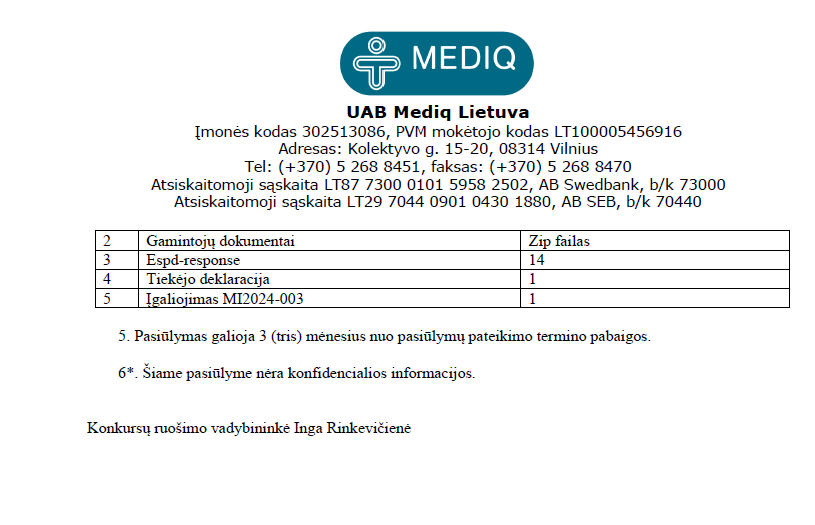 MEDIQ
UAB Mediq Lietuva
Įmonės kodas 302513086, PVM mokėtojo kodas LT100005456916
Adresas: Kolektyvo g. 15-20, 08314 Vilnius
Tel: (+370) 5 268 8451, faksas: (+370) 5 268 8470
Atsiskaitomoji sąskaita LT87 7300 0101 5958 2502, AB Swedbank, b/k 73000
Atsiskaitomoji sąskaita LT29 7044 0901 0430 1880, AB SEB, b/k 70440
2 Gamintojų dokumentai Zip failas
3 Espd-response 14
4 Tiekėjo deklaracija 1
5 Įgaliojimas MI2024-003 1
5. Pasiūlymas galioja 3 (tris) mėnesius nuo pasiūlymų pateikimo termino pabaigos.
6*. Šiame pasiūlyme nėra konfidencialios informacijos.
Konkursų ruošimo vadybininkė Inga Rinkevičienė